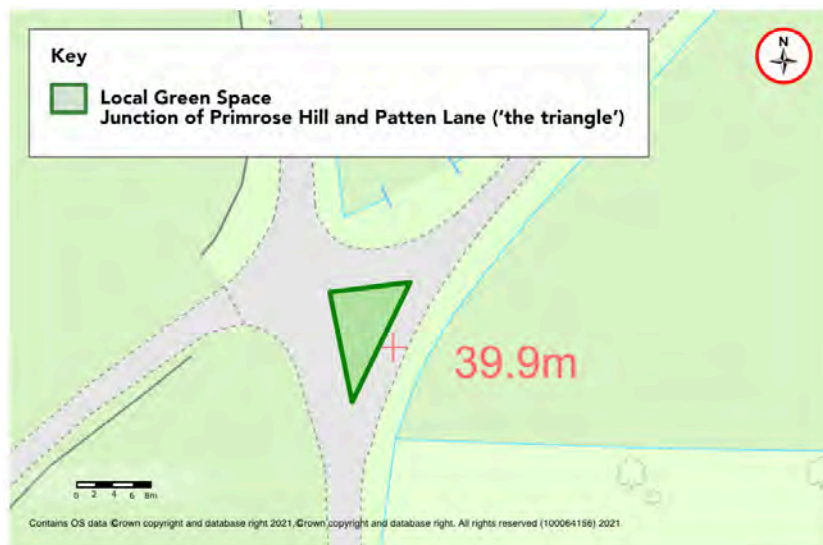 Key
N
Local Green Space
Junction of Primrose Hill and Patten Lane (‘the triangle’)
39.9m
0 2 4 6 8m
Contains OS data ©rown copyright and database right 2021,©rown copyright and database right. All rights reserved (100064156) 2021